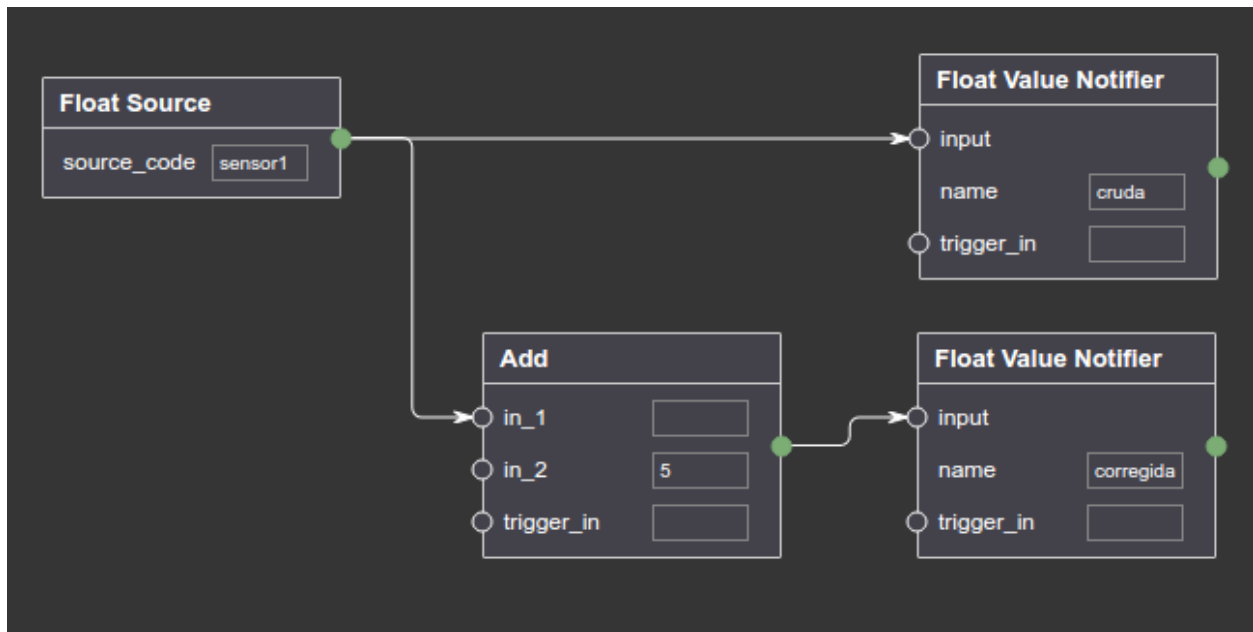 Float Source
source_code sensor1
Float Value Notifier
input
name cruda
trigger_in
Add
in_1
in_2 5
trigger_in
Float Value Notifier
input
name corregida
trigger_in